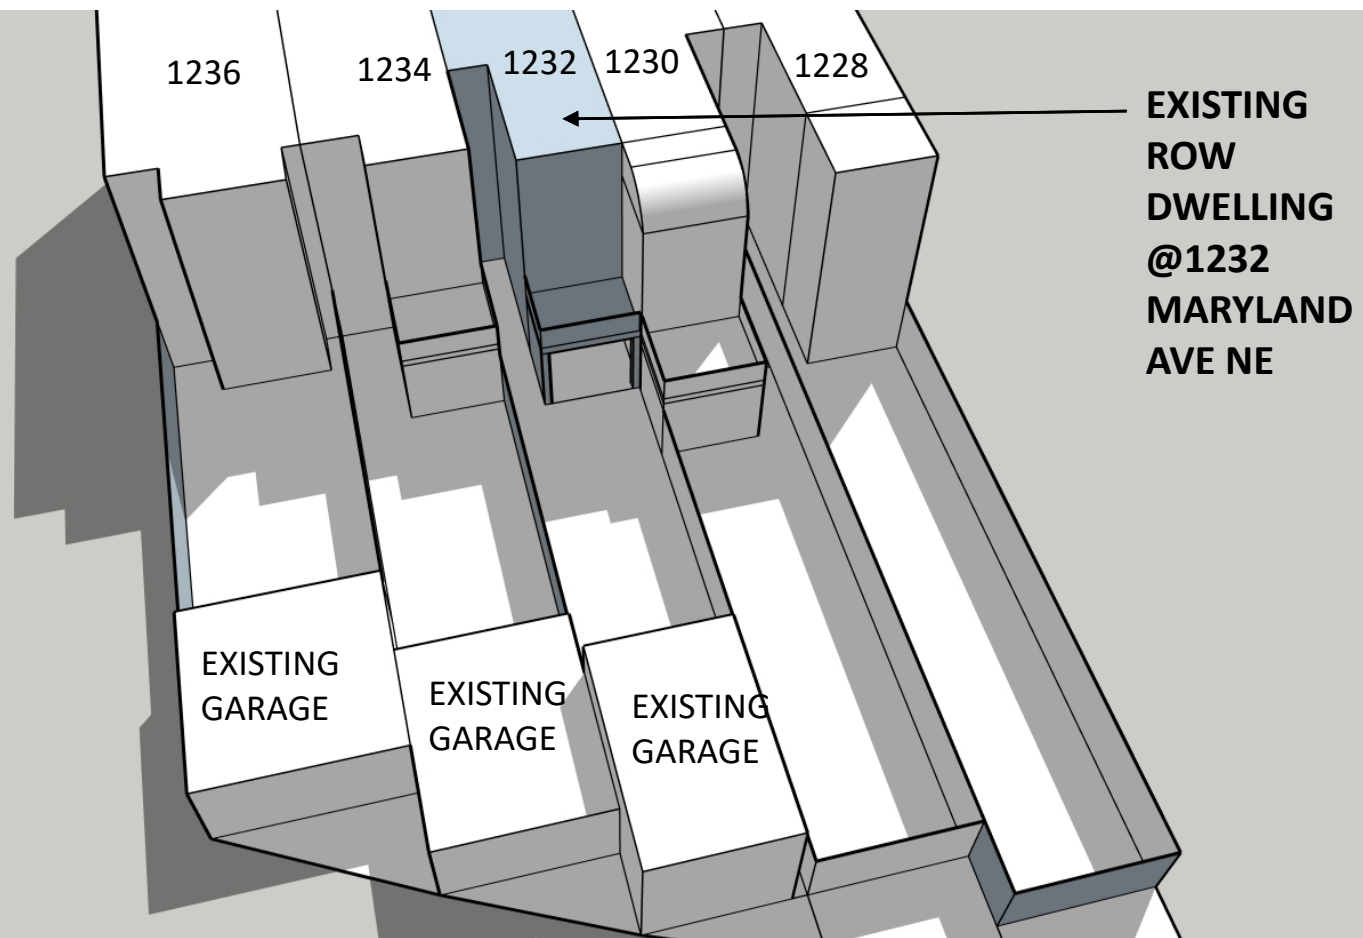 1236
1234
1232
1230
1228
EXISTING
ROW
DWELLING
@1232
MARYLAND
AVE NE
EXISTING
GARAGE
EXISTING
GARAGE
EXISTING
GARAGE